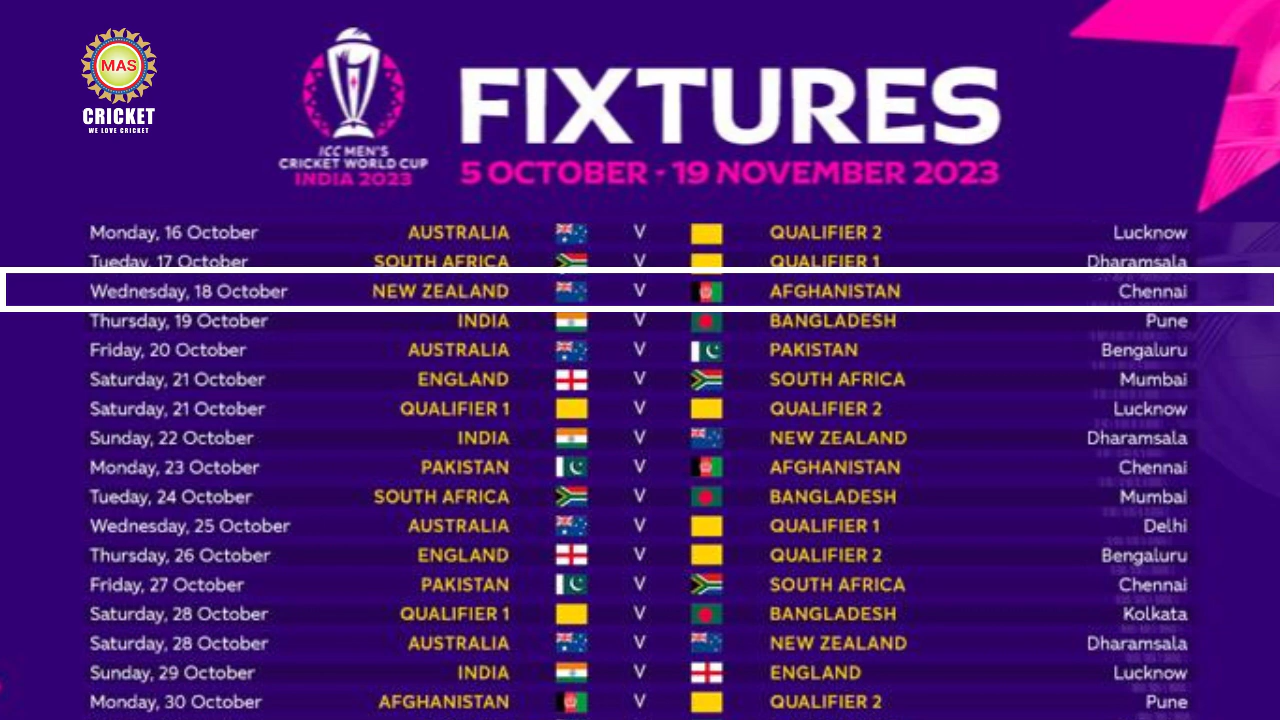 MAS
CRICKET
WE LOVE CRICKET
ICC MEN'S
CRICKET WORLD CUP
INDIA 2023
FIXTURES
5 OCTOBER - 19 NOVEMBER 2023
Monday, 16 October AUSTRALIA V QUALIFIER 2 Lucknow
Tueday, 17 October SOUTH AFRICA V QUALIFIER 1 Dharamsala
Wednesday, 18 October NEW ZEALAND V AFGHANISTAN Chennai
Thursday, 19 October INDIA V BANGLADESH Pune
Friday, 20 October AUSTRALIA V PAKISTAN Bengaluru
Saturday, 21 October ENGLAND V SOUTH AFRICA Mumbai
Saturday, 21 October QUALIFIER 1 V QUALIFIER 2 Lucknow
Sunday, 22 October INDIA V NEW ZEALAND Dharamsala
Monday, 23 October PAKISTAN V AFGHANISTAN Chennai
Tueday, 24 October SOUTH AFRICA V BANGLADESH Mumbai
Wednesday, 25 October AUSTRALIA V QUALIFIER 1 Delhi
Thursday, 26 October ENGLAND V QUALIFIER 2 Bengaluru
Friday, 27 October PAKISTAN V SOUTH AFRICA Chennai
Saturday, 28 October QUALIFIER 1 V BANGLADESH Kolkata
Saturday, 28 October AUSTRALIA V NEW ZEALAND Dharamsala
Sunday, 29 October INDIA V ENGLAND Lucknow
Monday, 30 October AFGHANISTAN V QUALIFIER 2 Pune